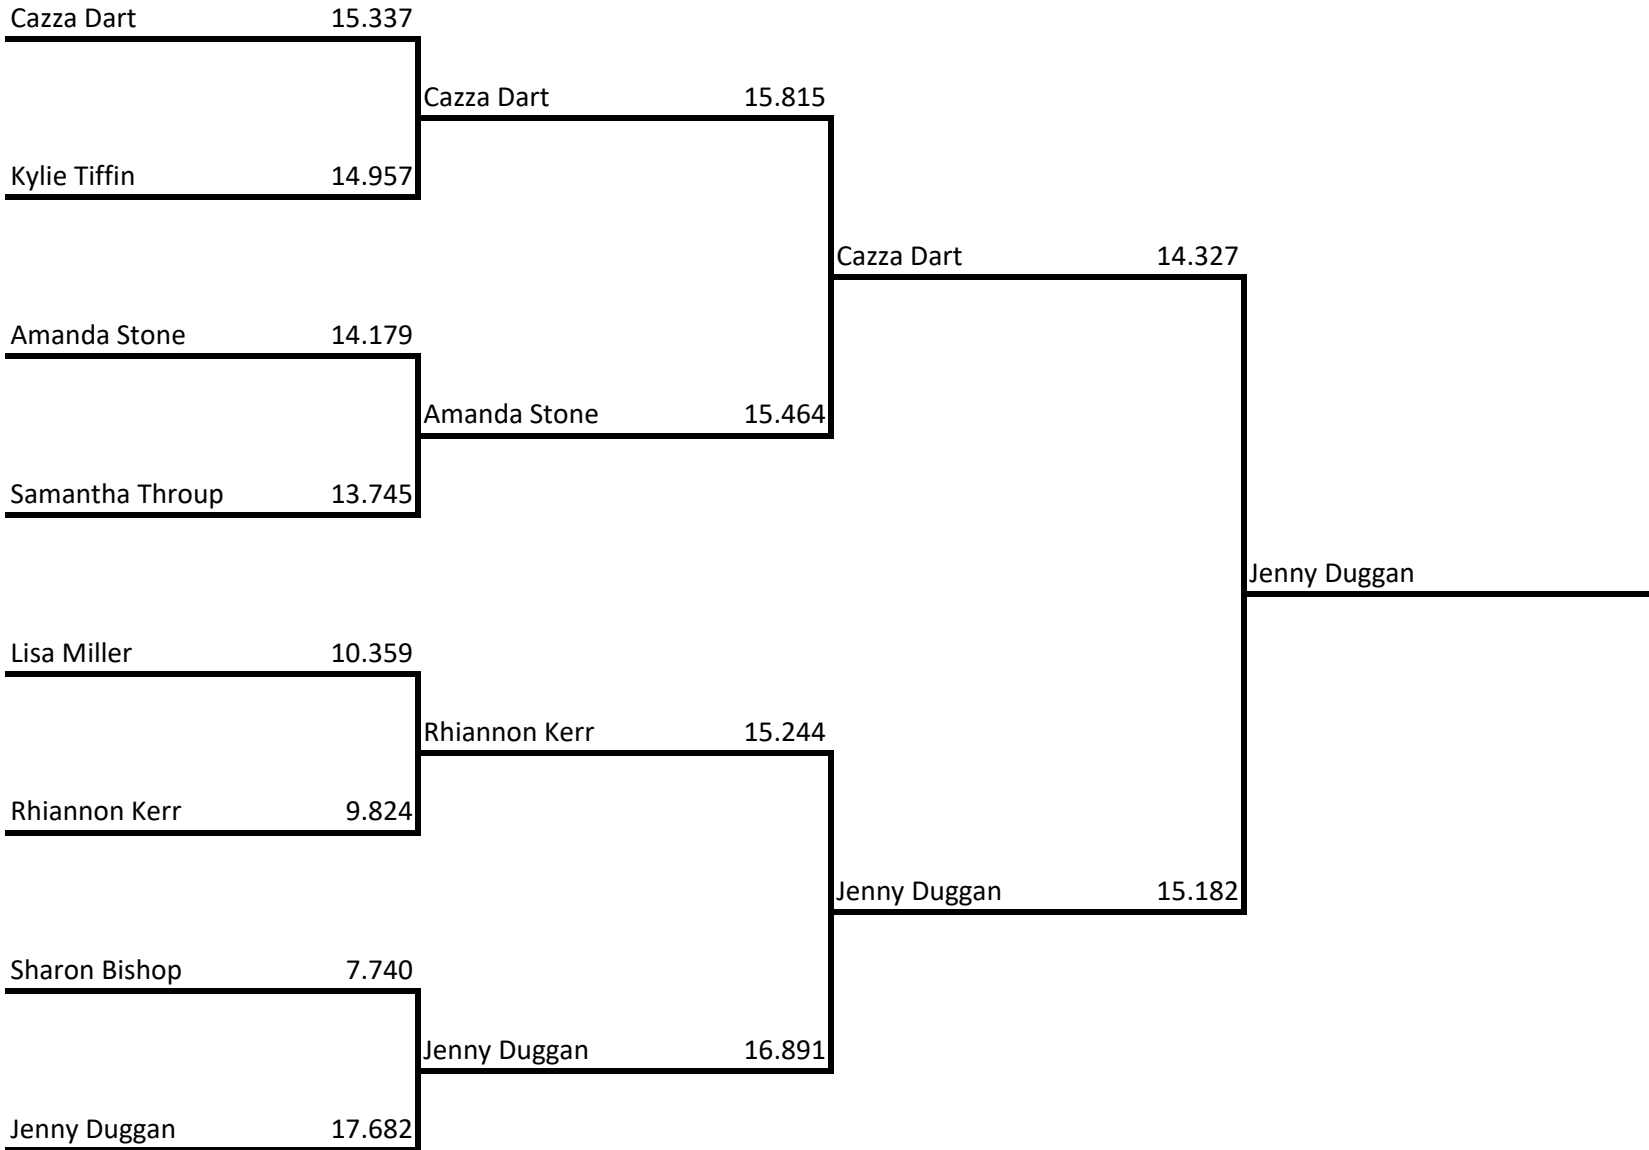 Cazza Dart 15.337
Cazza Dart 15.815
Kylie Tiffin 14.957
Cazza Dart 14.327
Amanda Stone 14.179
Amanda Stone 15.464
Samantha Throup 13.745
Jenny Duggan
Lisa Miller 10.359
Rhiannon Kerr 15.244
Rhiannon Kerr 9.824
Jenny Duggan 15.182
Sharon Bishop 7.740
Jenny Duggan 16.891
Jenny Duggan 17.682